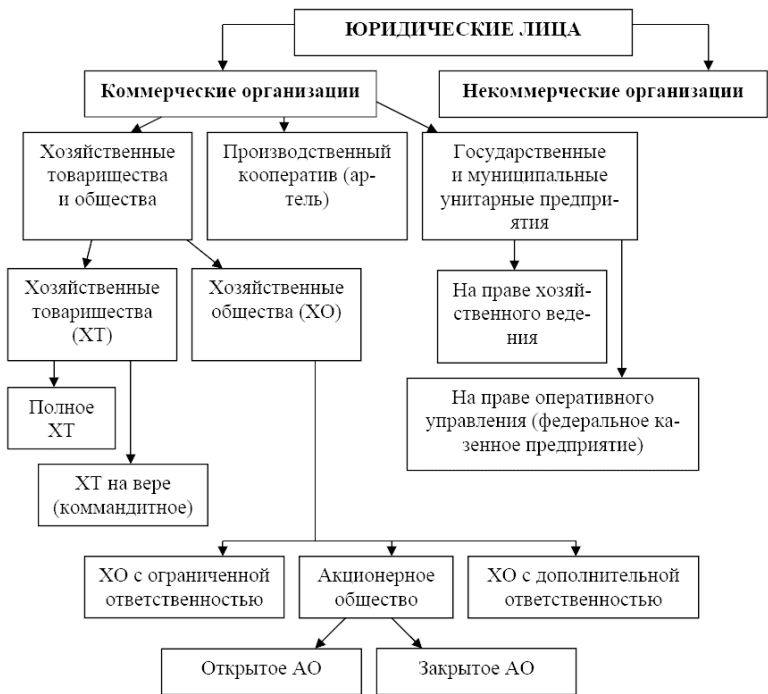 ЮРИДИЧЕСКИЕ ЛИЦА
Коммерческие организации
Некоммерческие организации
Хозяйственные
товарищества
и общества
Производственный
кооператив (ар-
тель)
Государственные
и муниципальные
унитарные предпри-
ятия
Хозяйственные
товарищества
(ХТ)
Хозяйственные
общества (ХО)
На праве хозяй-
ственного веде-
ния
Полное
ХТ
На праве оперативного
управления (федеральное ка-
зенное предприятие)
ХТ на вере
(коммандитное)
ХО с ограниченной
ответственностью
Акционерное
общество
ХО с дополнительной
ответственностью
Открытое АО
Закрытое АО